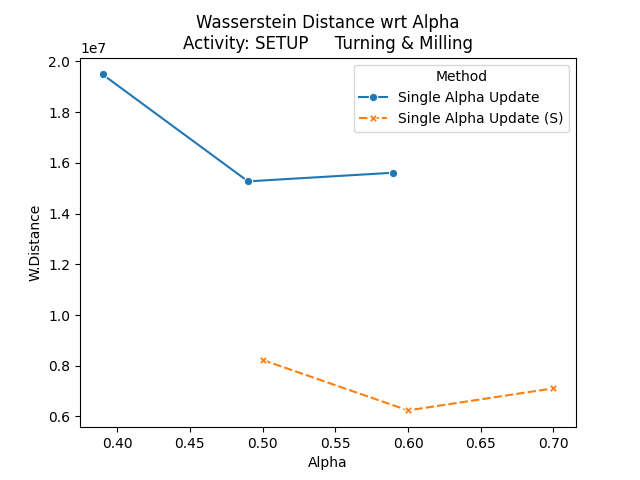 Wasserstein Distance wrt Alpha
Activity: SETUP     Turning & Milling
1e7
Method
Single Alpha Update
Single Alpha Update (S)
2.0
1.8
1.6
1.4
1.2
1.0
0.8
0.6
W.Distance
0.40 0.45 0.50 0.55 0.60 0.65 0.70
Alpha